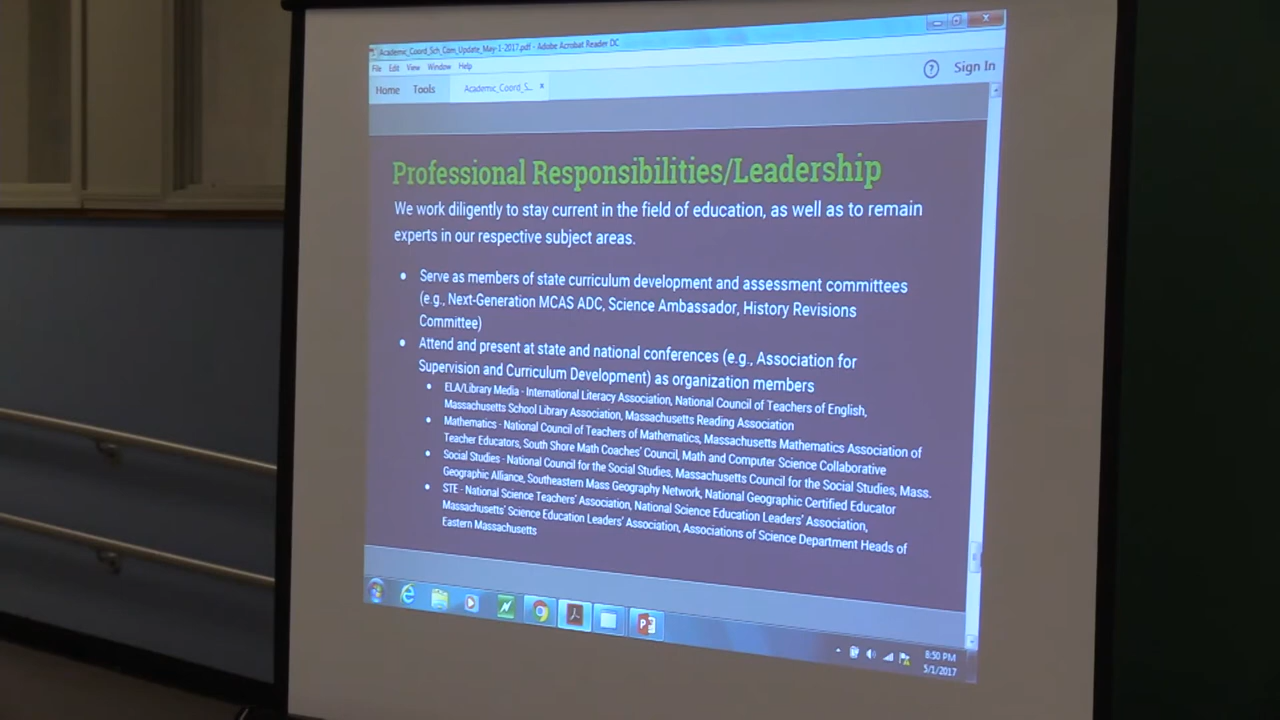 Academic_Coord_Sch_Com_Update_May-1-2017.pdf - Adobe Acrobat Reader DC
File Edit View Window Help
Home Tools Academic_Coord_S... x
? Sign In
Professional Responsibilities/Leadership
We work diligently to stay current in the field of education, as well as to remain
experts in our respective subject areas.
• Serve as members of state curriculum development and assessment committees
(e.g., Next-Generation MCAS ADC, Science Ambassador, History Revisions
Committee)
• Attend and present at state and national conferences (e.g., Association for
Supervision and Curriculum Development) as organization members
• ELA/Library Media - International Literacy Association, National Council of Teachers of English,
Massachusetts School Library Association, Massachusetts Reading Association
• Mathematics - National Council of Teachers of Mathematics, Massachusetts Mathematics Association of
Teacher Educators, South Shore Math Coaches' Council, Math and Computer Science Collaborative
• Social Studies - National Council for the Social Studies, Massachusetts Council for the Social Studies, Mass.
Geographic Alliance, Southeastern Mass Geography Network, National Geographic Certified Educator
• STE - National Science Teachers' Association, National Science Education Leaders' Association,
Massachusetts' Science Education Leaders' Association, Associations of Science Department Heads of
Eastern Massachusetts
8:50 PM
5/1/2017